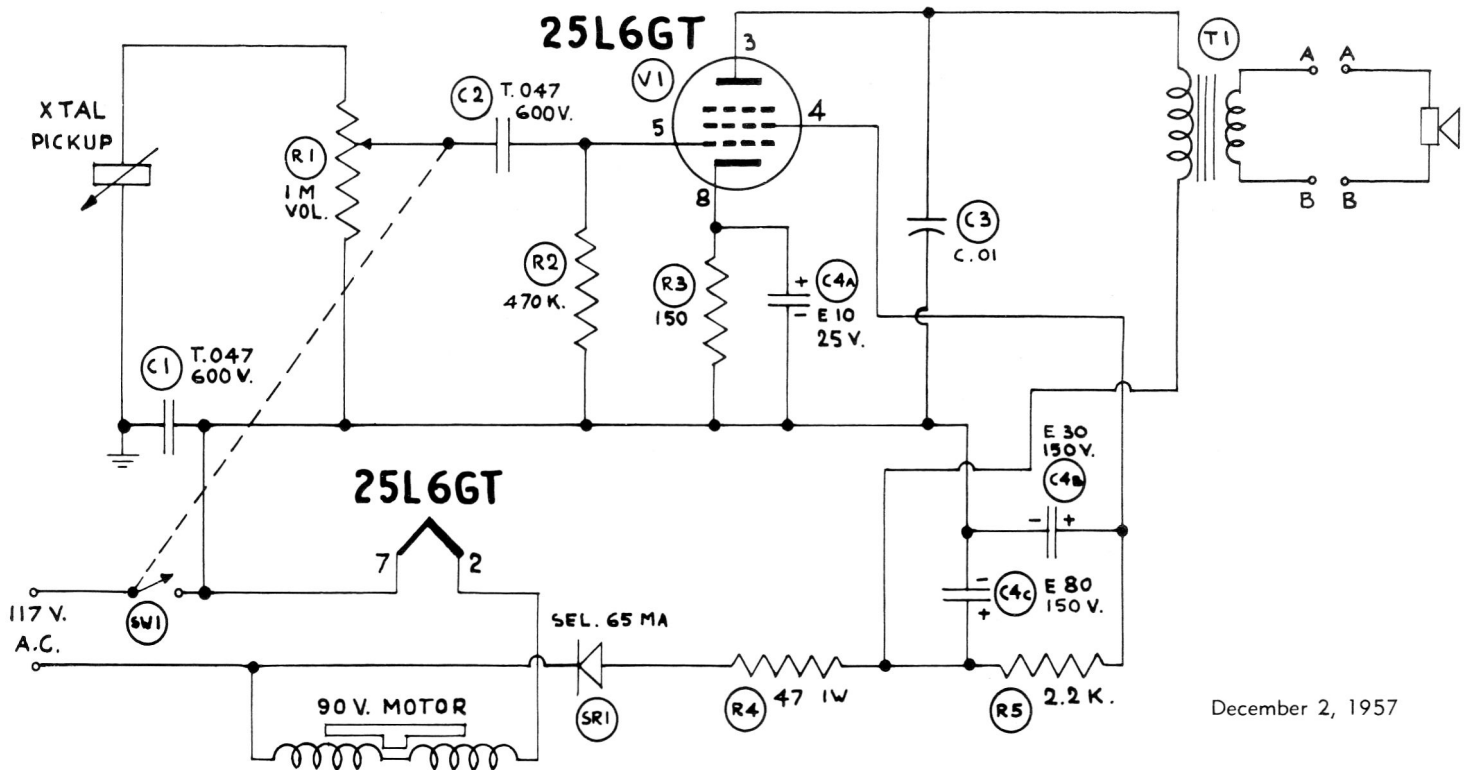 25L6GT
3
T1
A A
V1
C2
T.047
600V.
4
5
XTAL
PICKUP
R1
1 M
VOL.
B B
8
C3
C.01
R2
470 K.
R3
150
C4A
+
-
E 10
25 V.
C1
T.047
600 V.
E 30
150 V.
C4B
- +
25L6GT
7 2
-
+
C4C
E 80
150 V.
117 V.
A.C.
SW1
SEL. 65 MA
SR1
R4
47 1W
R5
2.2 K.
90 V. MOTOR
December 2, 1957